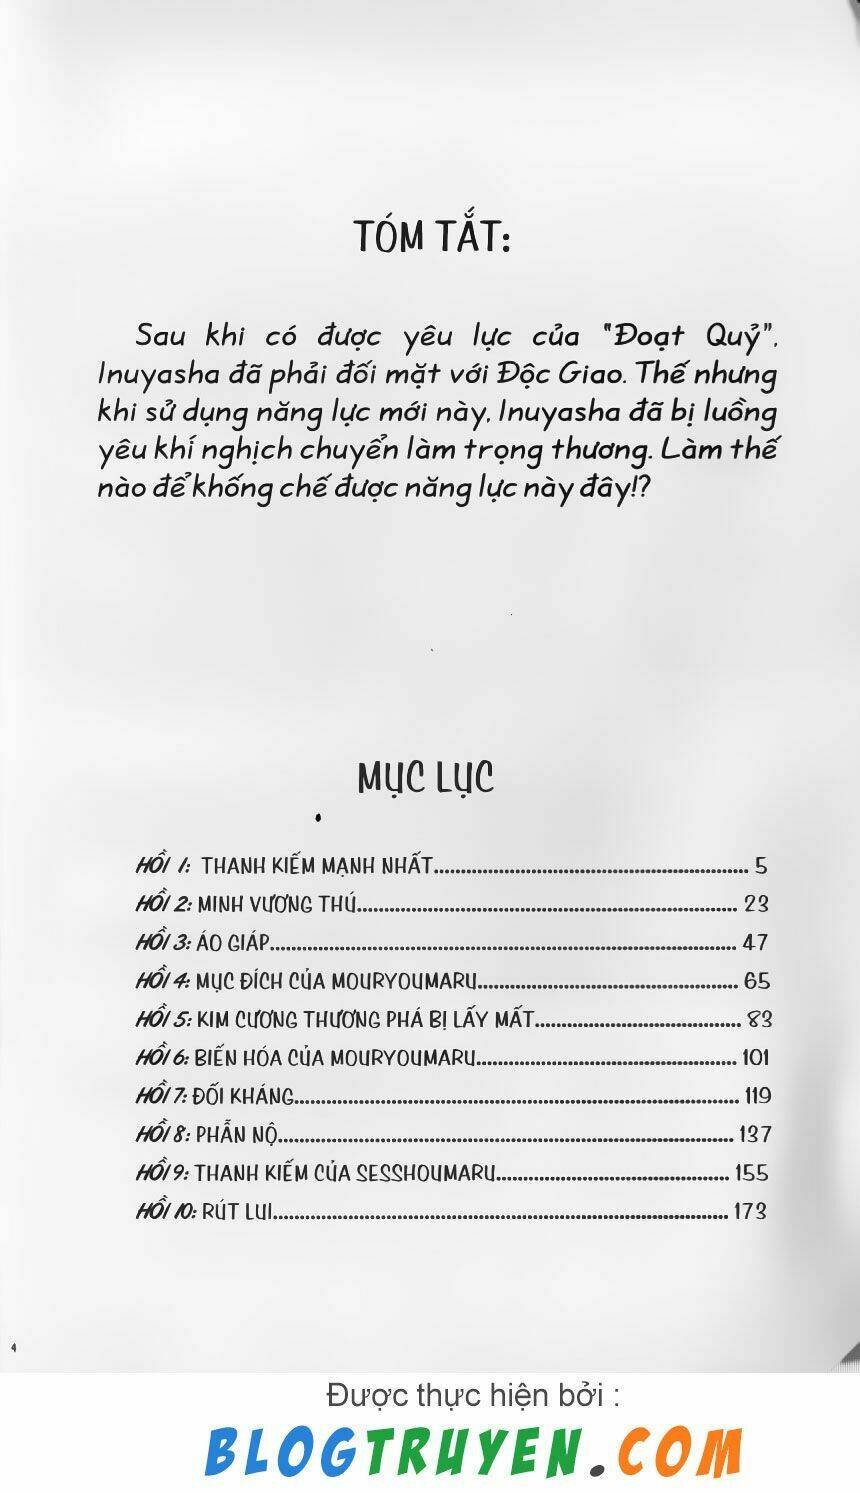 TÓM TẮT:
Sau khi có được yêu lực của "Đoạt Quỷ",
Inuyasha đã phải đối mặt với Độc Giao. Thế nhưng
khi sử dụng năng lực mới này, Inuyasha đã bị luồng
yêu khí nghịch chuyển làm trọng thương. Làm thế
nào để khống chế được năng lực này đây!?
MỤC LỤC
HỒI 1: THANH KIẾM MẠNH NHẤT........................................................... 5
HỒI 2: MINH VƯƠNG THÚ....................................................................... 23
HỒI 3: ÁO GIÁP....................................................................................... 47
HỒI 4: MỤC ĐÍCH CỦA MOURYOUMARU................................................. 65
HỒI 5: KIM CƯƠNG THƯƠNG PHÁ BỊ LẤY MẤT...................................... 83
HỒI 6: BIẾN HÓA CỦA MOURYOUMARU................................................. 101
HỒI 7: ĐỐI KHÁNG................................................................................... 119
HỒI 8: PHẪN NỘ..................................................................................... 137
HỒI 9: THANH KIẾM CỦA SESSHOUMARU............................................ 155
HỒI 10: RÚT LUI..................................................................................... 173
4
Được thực hiện bởi :
BLOGTRUYEN.COM